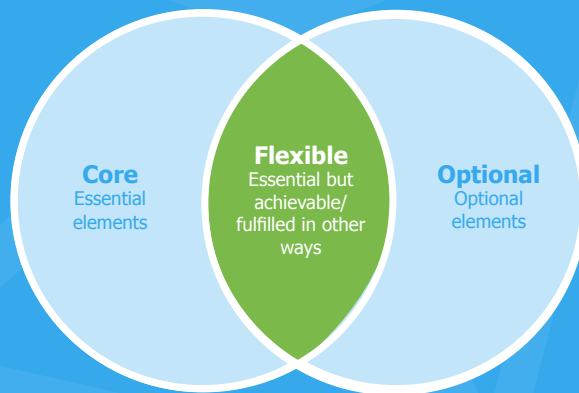 Core
Essential
elements
Flexible
Essential but
achievable/
fulfilled in other
ways
Optional
Optional
elements